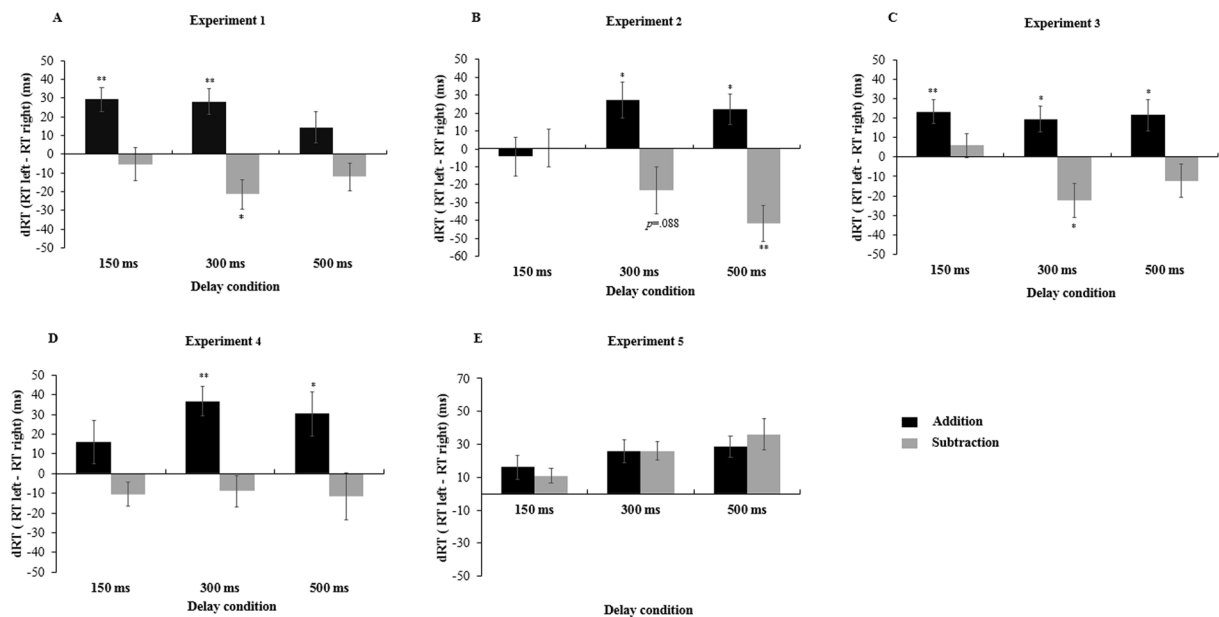 A
Experiment 1
dRT (RT left - RT right) (ms)
50
40
30
20
10
0
-10
-20
-30
-40
-50
**
**
*
150 ms
300 ms
500 ms
Delay condition
B
Experiment 2
dRT ( RT left - RT right) (ms)
50
40
30
20
10
0
-10
-20
-30
-40
-50
-60
*
*
p=.088
**
150 ms
300 ms
500 ms
Delay condition
C
Experiment 3
dRT ( RT left - RT right) (ms)
50
40
30
20
10
0
-10
-20
-30
-40
-50
**
*
*
*
150 ms
300 ms
500 ms
Delay condition
D
Experiment 4
dRT ( RT left - RT right) (ms)
50
40
30
20
10
0
-10
-20
-30
-40
-50
**
*
150 ms
300 ms
500 ms
Delay condition
E
Experiment 5
dRT ( RT left - RT right) (ms)
70
50
30
10
-10
-30
-50
150 ms
300 ms
500 ms
Delay condition
Addition
Subtraction